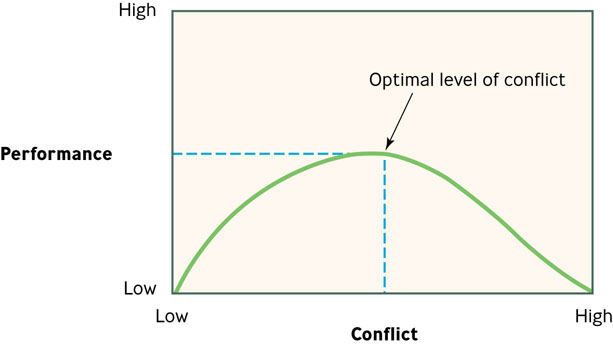 High
Optimal level of conflict
Performance
Low
Low
High
Conflict